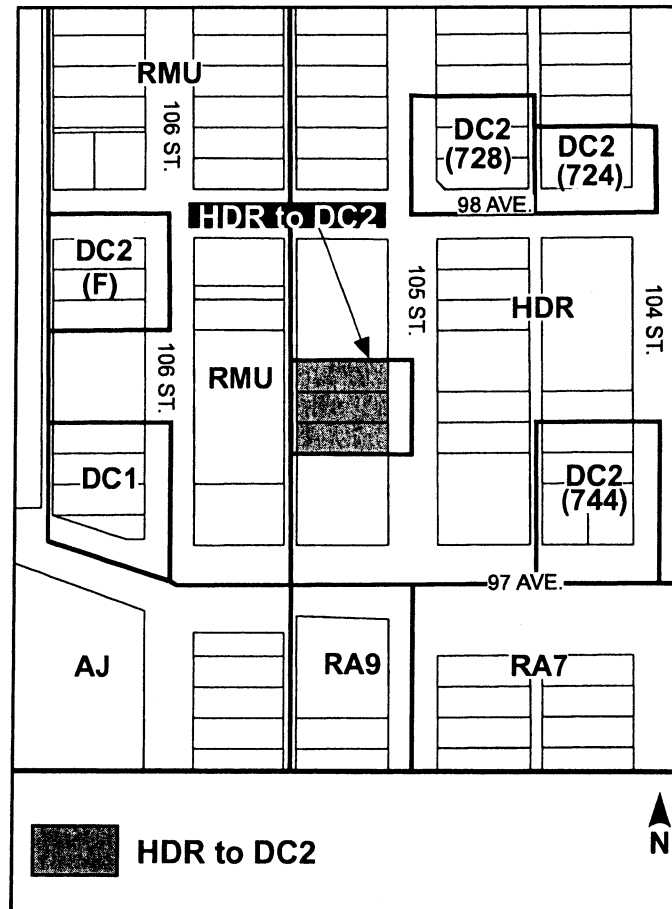 RMU
106 ST.
DC2
(728)
DC2
(724)
98 AVE.
HDR to DC2
DC2
(F)
105 ST.
HDR
104 ST.
106 ST.
RMU
DC1
DC2
(744)
97 AVE.
AJ
RA9
RA7
HDR to DC2
N